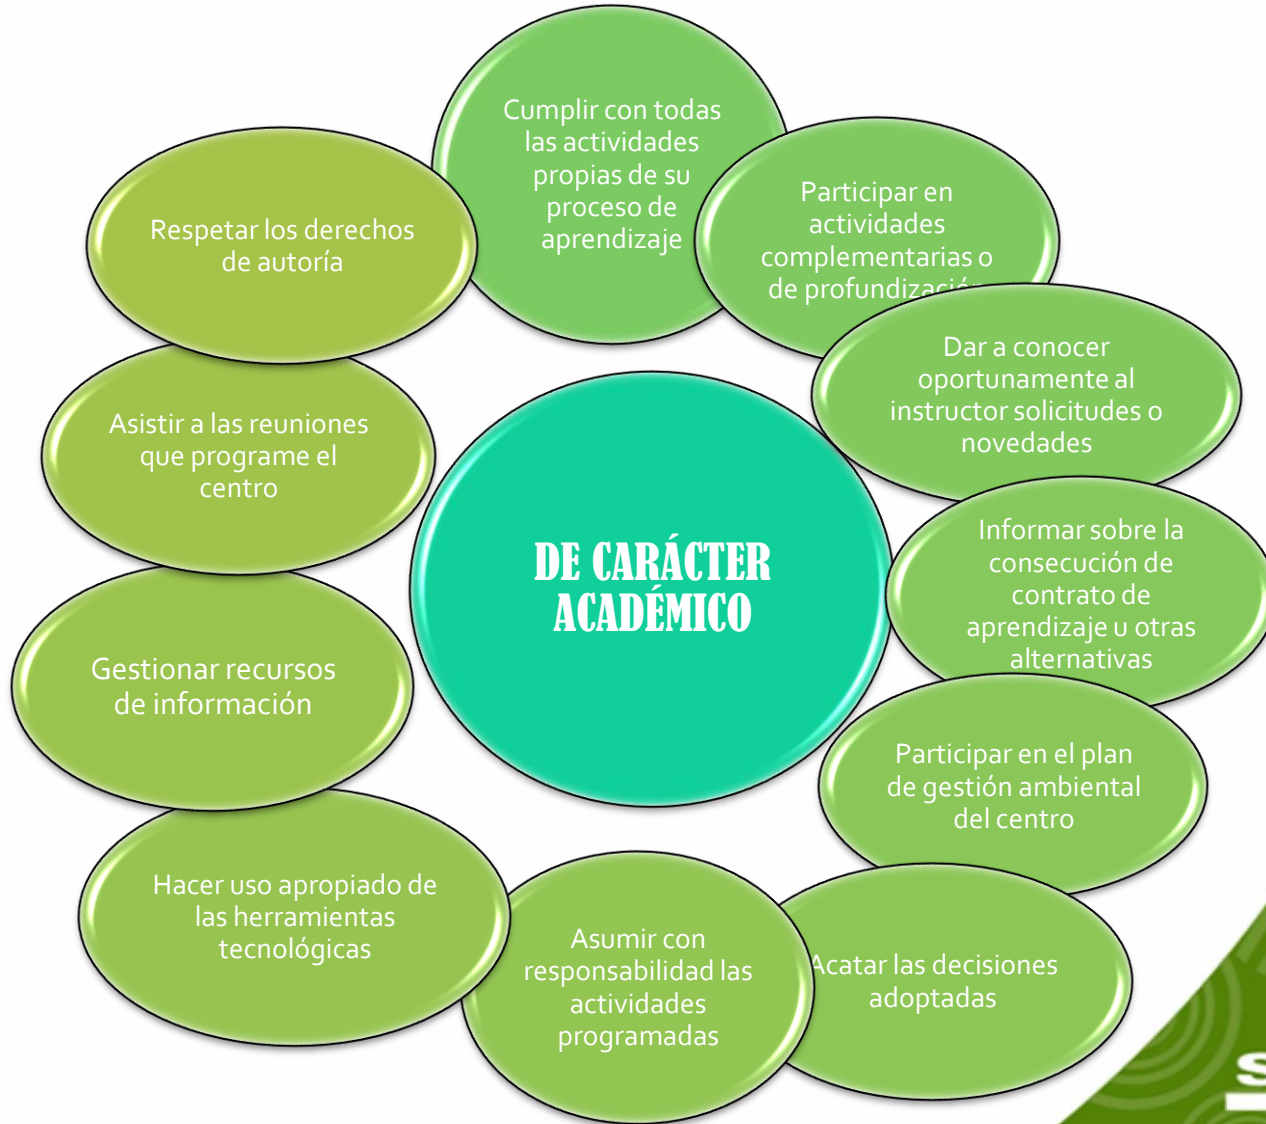 Cumplir con todas
las actividades
propias de su
proceso de
aprendizaje
Participar en
actividades
complementarias o
de profundización
Dar a conocer
oportunamente al
instructor solicitudes o
novedades
Informar sobre la
consecución de
contrato de
aprendizaje u otras
alternativas
Participar en el plan
de gestión ambiental
del centro
Acatar las decisiones
adoptadas
Asumir con
responsabilidad las
actividades
programadas
Hacer uso apropiado de
las herramientas
tecnológicas
Gestionar recursos
de información
Asistir a las reuniones
que programe el
centro
Respetar los derechos
de autoría
DE CARÁCTER
ACADÉMICO